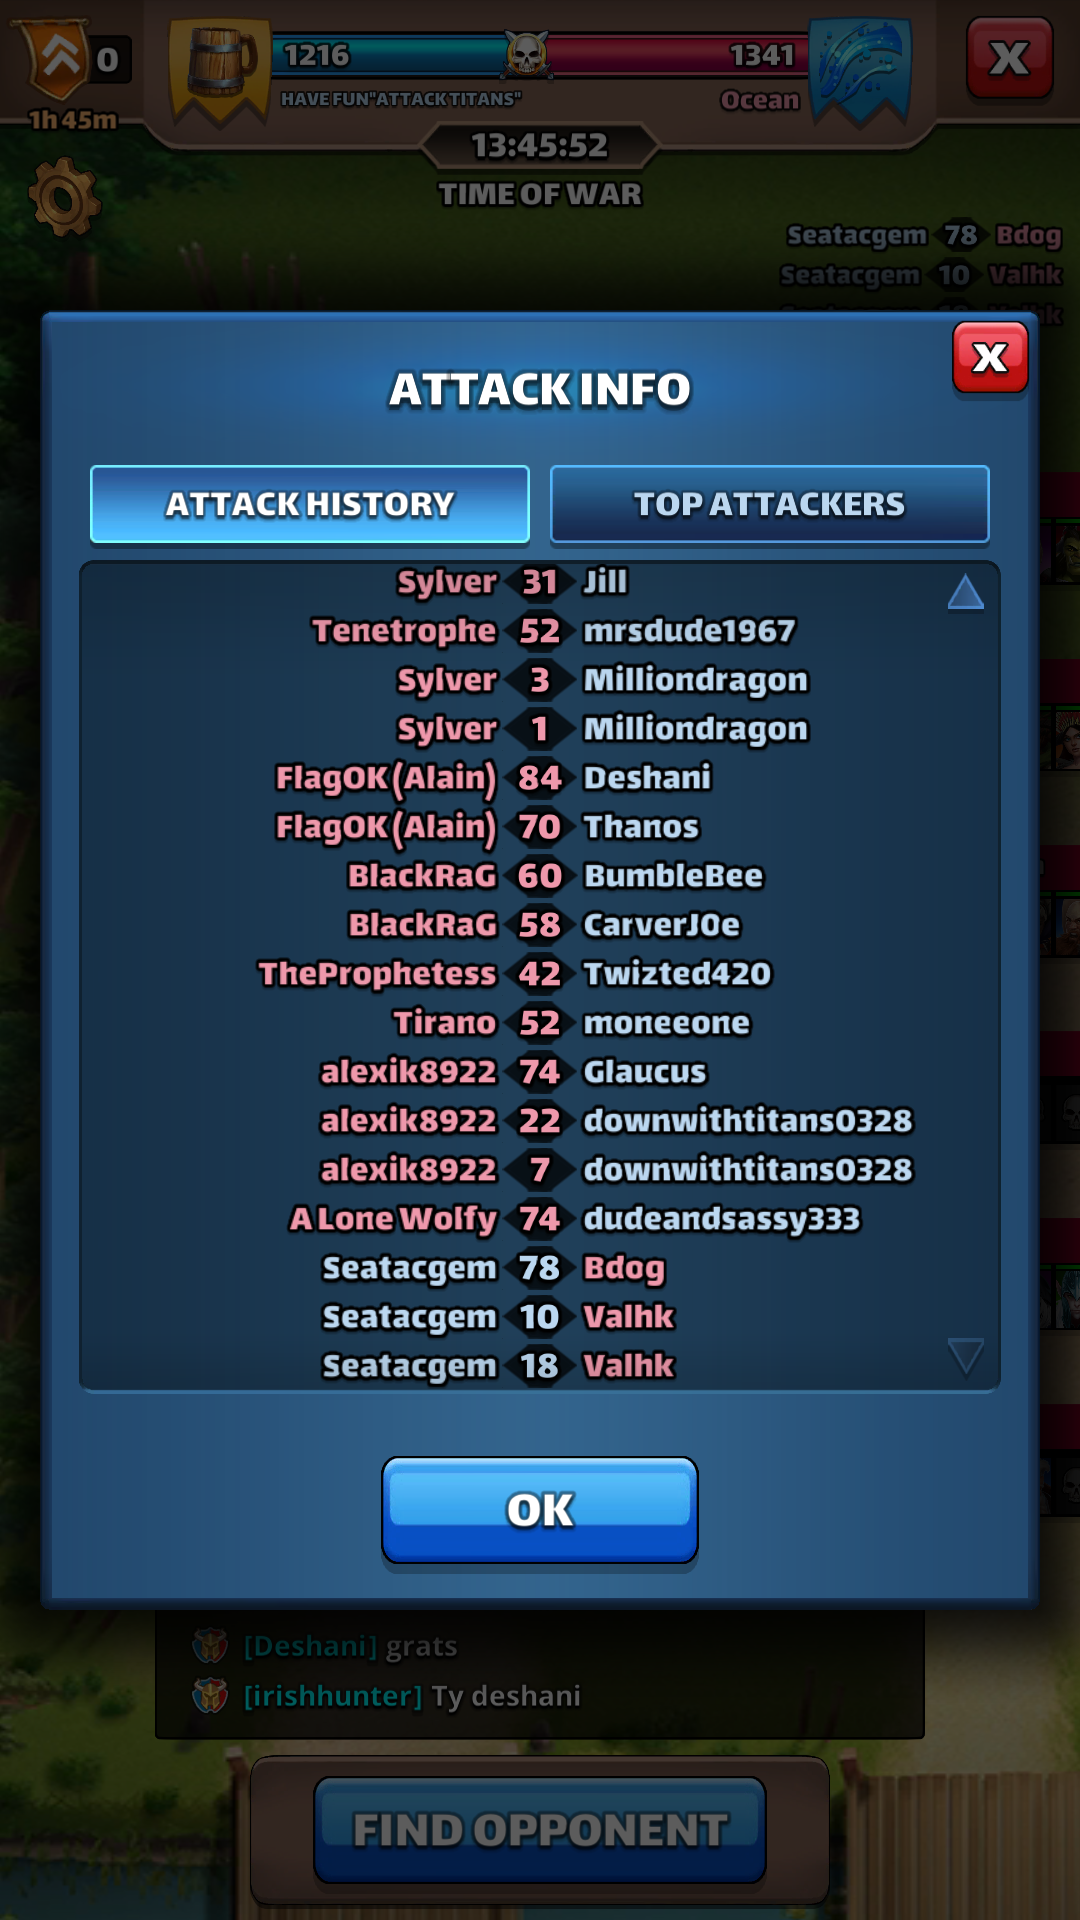 0
1216
1341
X
HAVE FUN"ATTACK TITANS"
Ocean
1h 45m
13:45:52
TIME OF WAR
Seatacgem 78 Bdog
Seatacgem 10 Valhk
X
ATTACK INFO
ATTACK HISTORY
TOP ATTACKERS
Sylver 31 Jill
Tenetrophe 52 mrsdude1967
Sylver 3 Milliondragon
Sylver 1 Milliondragon
FlagOK(Alain) 84 Deshani
FlagOK(Alain) 70 Thanos
BlackRaG 60 BumbleBee
BlackRaG 58 CarverJ0e
TheProphetess 42 Twizted420
Tirano 52 moneeone
alexik8922 74 Glaucus
alexik8922 22 downwithtitans0328
alexik8922 7 downwithtitans0328
A Lone Wolfy 74 dudeandsassy333
Seatacgem 78 Bdog
Seatacgem 10 Valhk
Seatacgem 18 Valhk
OK
[Deshani] grats
[irishhunter] Ty deshani
FIND OPPONENT